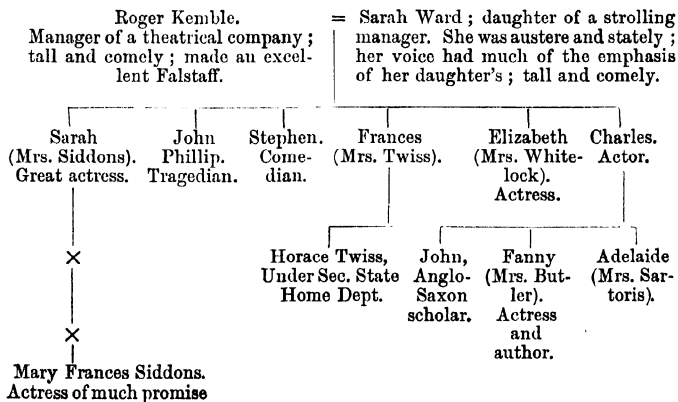 Roger Kemble.
Manager of a theatrical company ;
tall and comely ; made an excel-
lent Falstaff.
= Sarah Ward ; daughter of a strolling
manager. She was austere and stately ;
her voice had much of the emphasis
of her daughter's ; tall and comely.
Sarah
(Mrs. Siddons).
Great actress.
John
Phillip.
Tragedian.
Stephen.
Come-
dian.
Frances
(Mrs. Twiss).
Elizabeth
(Mrs. White-
lock).
Actress.
Charles.
Actor.
×
×
Mary Frances Siddons.
Actress of much promise
Horace Twiss,
Under Sec. State
Home Dept.
John,
Anglo-
Saxon
scholar.
Fanny
(Mrs. But-
ler).
Actress
and
author.
Adelaide
(Mrs. Sar-
toris).